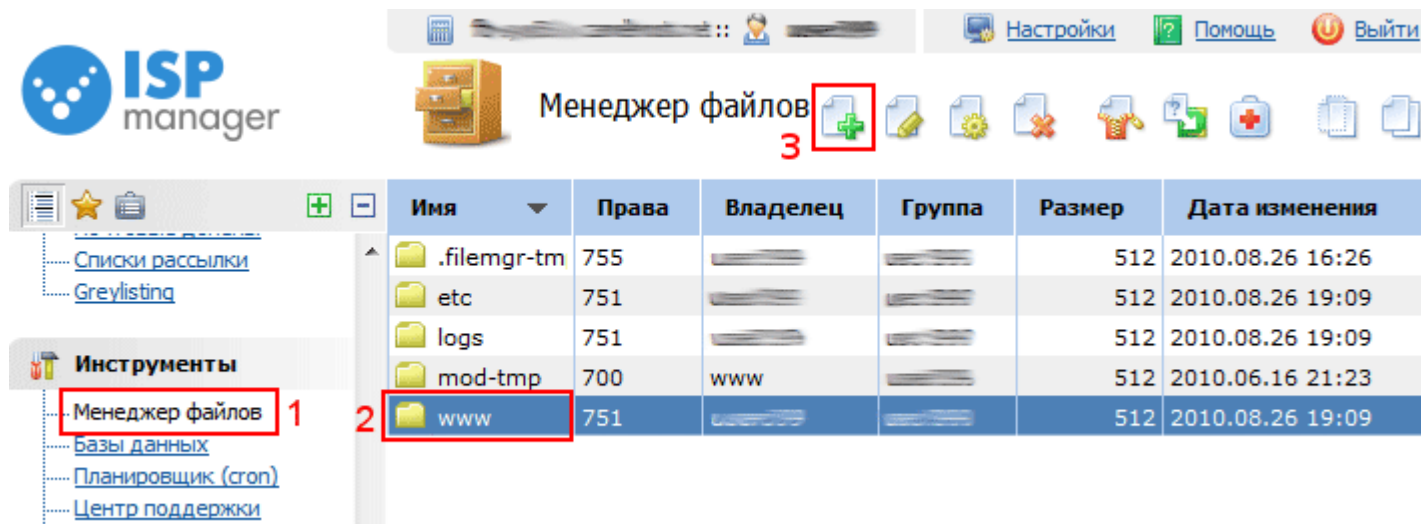 ISP
manager
:: Настройки Помощь Выйти
Менеджер файлов
3
Списки рассылки
Greylisting
Инструменты
Менеджер файлов 1
Базы данных
Планировщик (cron)
Центр поддержки
Имя Права Владелец Группа Размер Дата изменения
.filemgr-tm 755 512 2010.08.26 16:26
etc 751 512 2010.08.26 19:09
logs 751 512 2010.08.26 19:09
mod-tmp 700 www 512 2010.06.16 21:23
2 www 751 512 2010.08.26 19:09